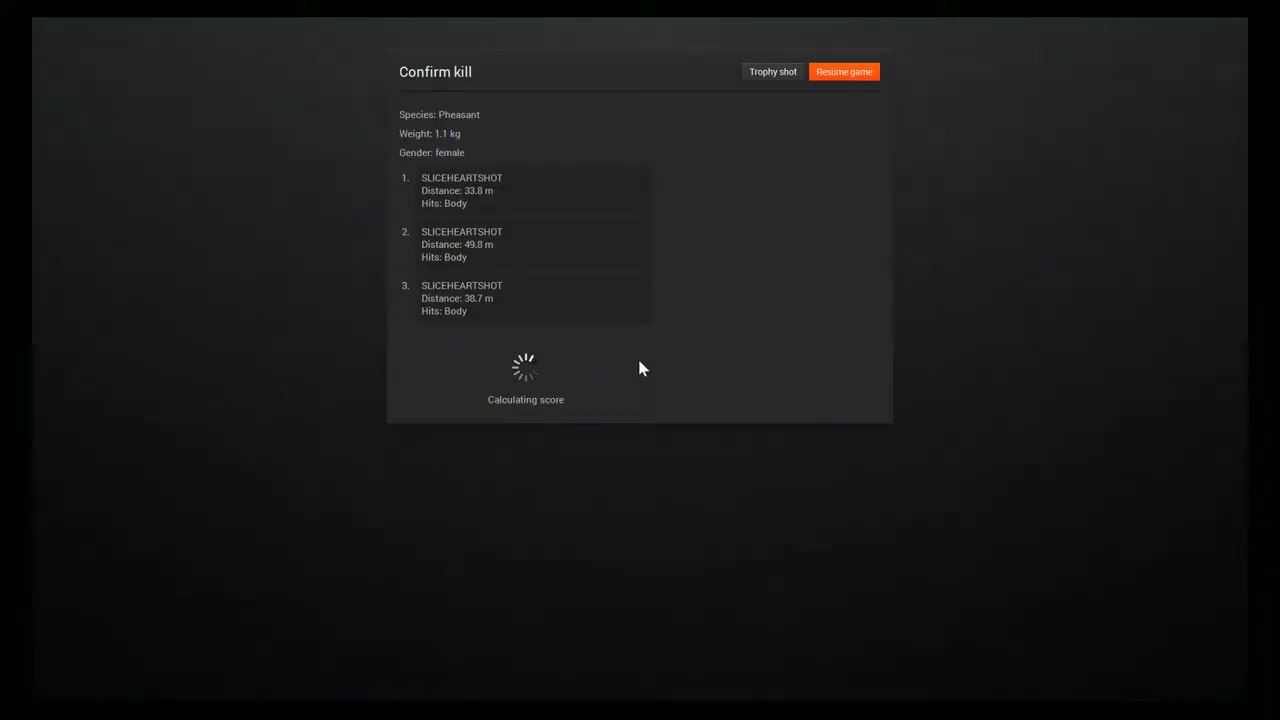 Confirm kill
Trophy shot
Resume game
Species: Pheasant
Weight: 1.1 kg
Gender: female
1. SLICEHEARTSHOT
Distance: 33.8 m
Hits: Body
2. SLICEHEARTSHOT
Distance: 49.8 m
Hits: Body
3. SLICEHEARTSHOT
Distance: 38.7 m
Hits: Body
Calculating score